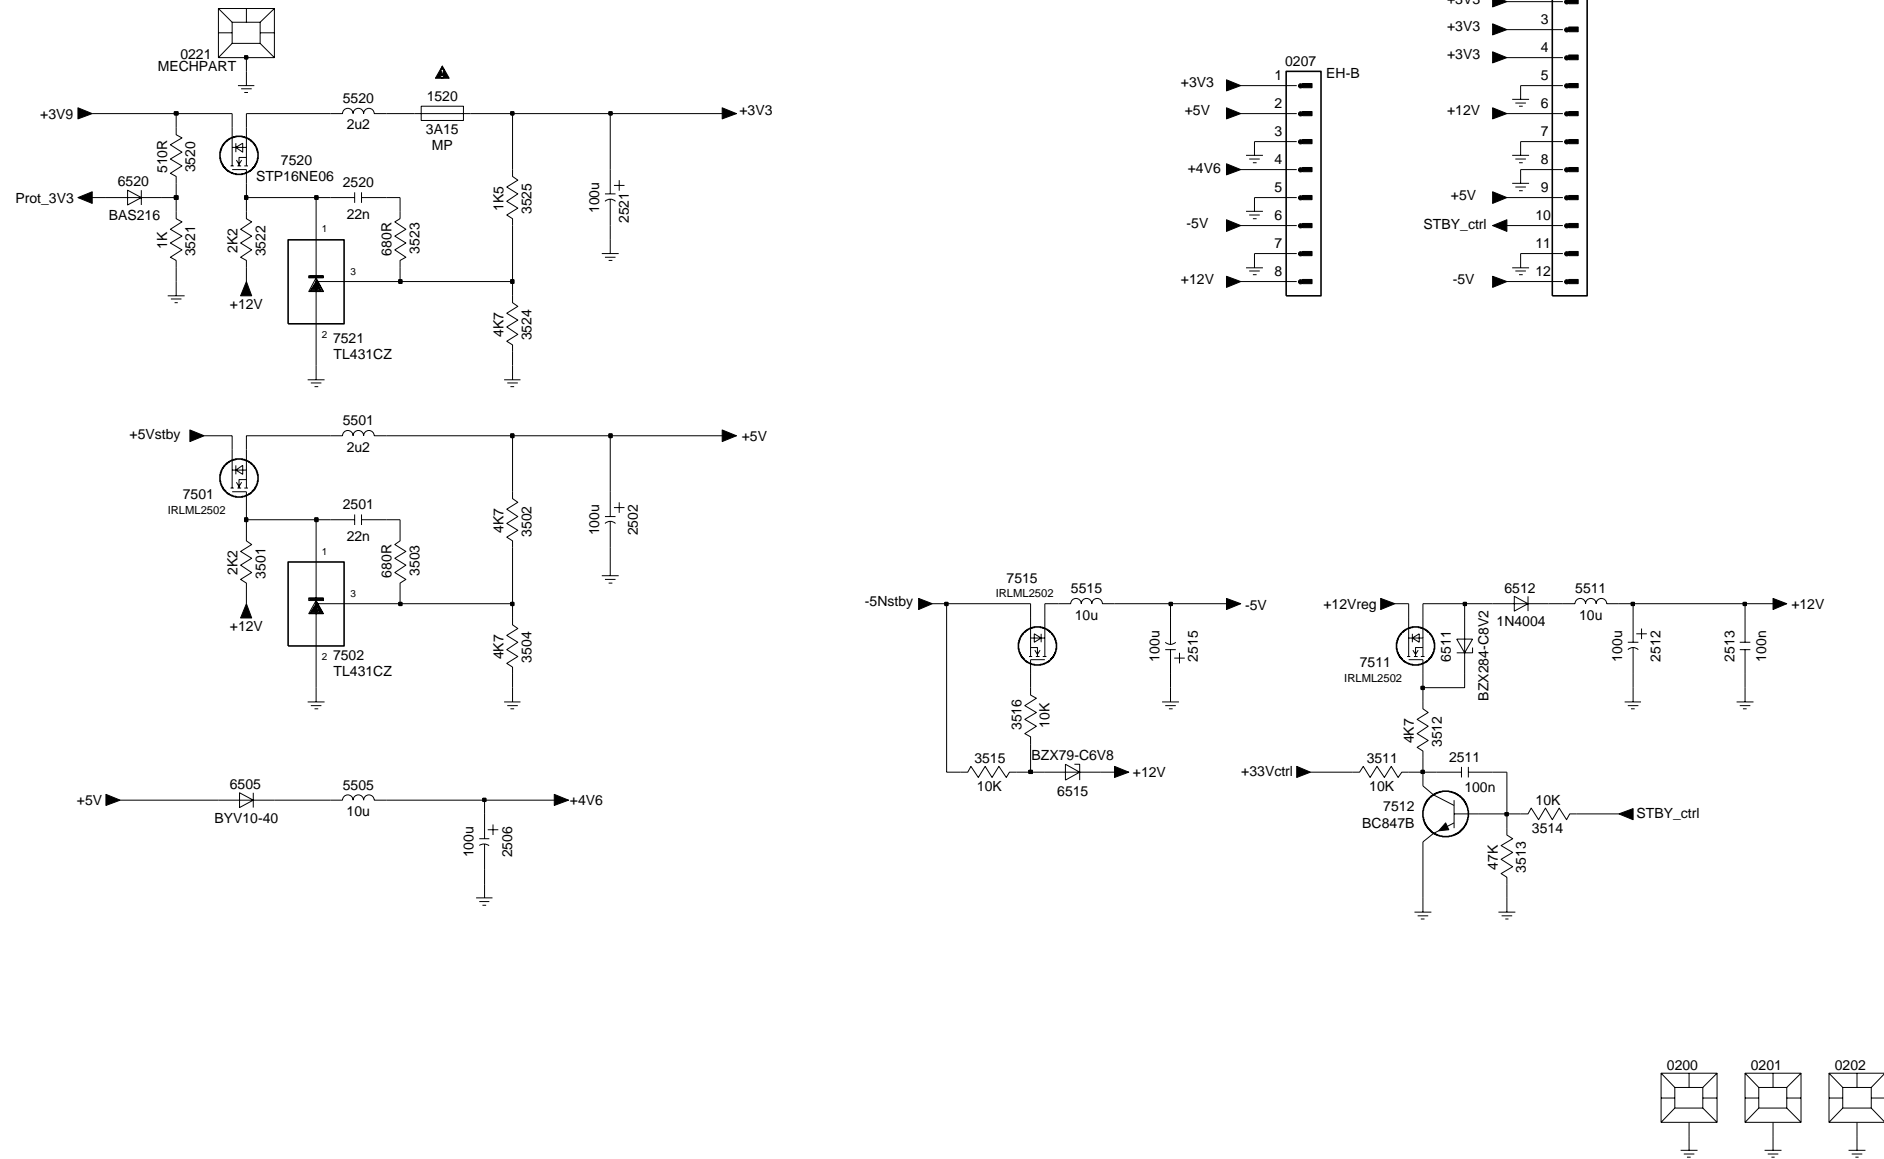 0221
MECHPART
+3V9
5520
2u2
1520
3A15
MP
+3V3
510R
3520
7520
STP16NE06
6520
Prot_3V3
BAS216
2520
22n
1K
3521
2K2
3522
+12V
680R
3523
1
3
2
7521
TL431CZ
1K5
3525
4K7
3524
100u
2521
+5Vstby
5501
2u2
+5V
7501
IRLML2502
2501
22n
2K2
3501
+12V
680R
3503
1
3
2
7502
TL431CZ
4K7
3502
4K7
3504
100u
2502
+5V
6505
BYV10-40
5505
10u
+4V6
100u
2506
0207
EH-B
+3V3
1
+5V
2
3
+4V6
4
5
-5V
6
7
+12V
8
+3V3
+3V3
3
+3V3
4
5
+12V
6
7
8
+5V
9
STBY_ctrl
10
11
-5V
12
-5Nstby
7515
IRLML2502
5515
10u
-5V
100u
2515
3516
10K
3515
10K
BZX79-C6V8
6515
+12V
+12Vreg
7511
IRLML2502
6511
BZX284-C8V2
6512
1N4004
5511
10u
+12V
100u
2512
2513
100n
4K7
3512
+33Vctrl
3511
10K
2511
100n
7512
BC847B
10K
3514
STBY_ctrl
47K
3513
0200
0201
0202